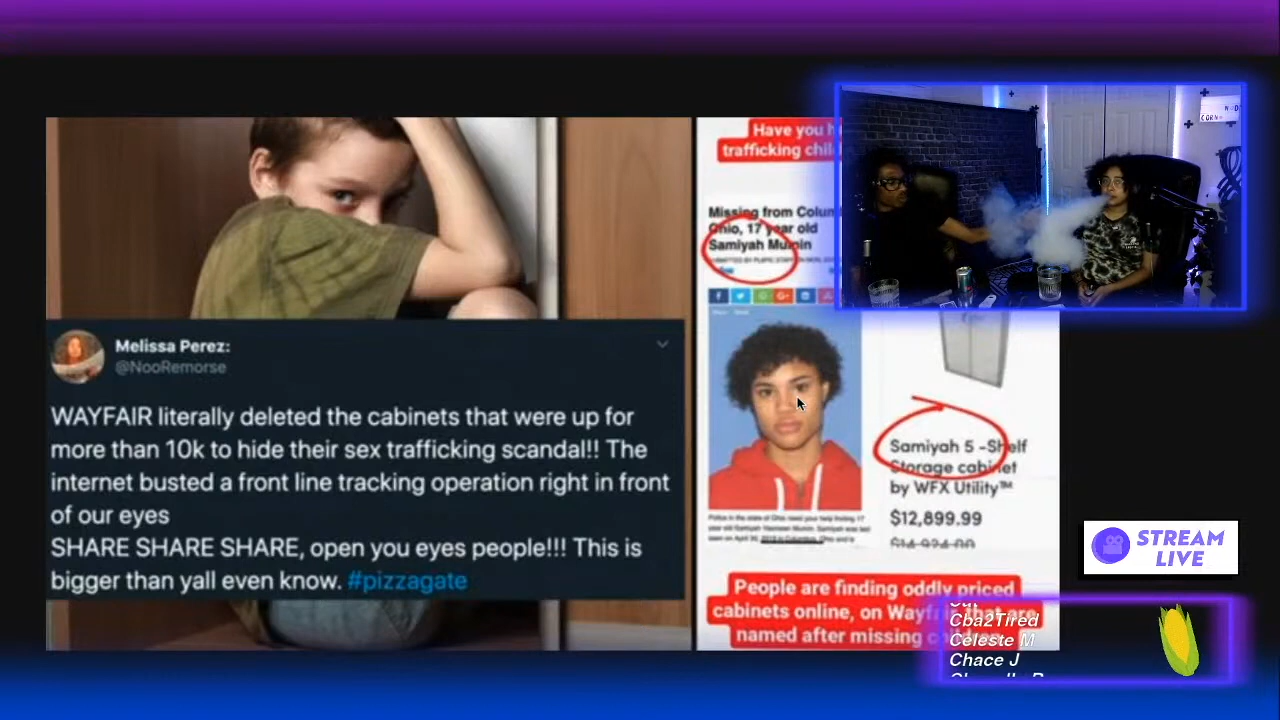 Melissa Perez:
@NooRemorse
WAYFAIR literally deleted the cabinets that were up for
more than 10k to hide their sex trafficking scandal!! The
internet busted a front line tracking operation right in front
of our eyes
SHARE SHARE SHARE, open you eyes people!!! This is
bigger than yall even know. #pizzagate
Have you h
trafficking chil
Missing from Colum
Ohio, 17 year old
Samiyah Mumin
Samiyah 5 -Shelf
Storage cabinet
by WFX Utility™
$12,899.99
People are finding oddly priced
cabinets online, on Wayfair that are
named after missing
CORN
STREAM
LIVE
Cba2Tired
Celeste M
Chace J